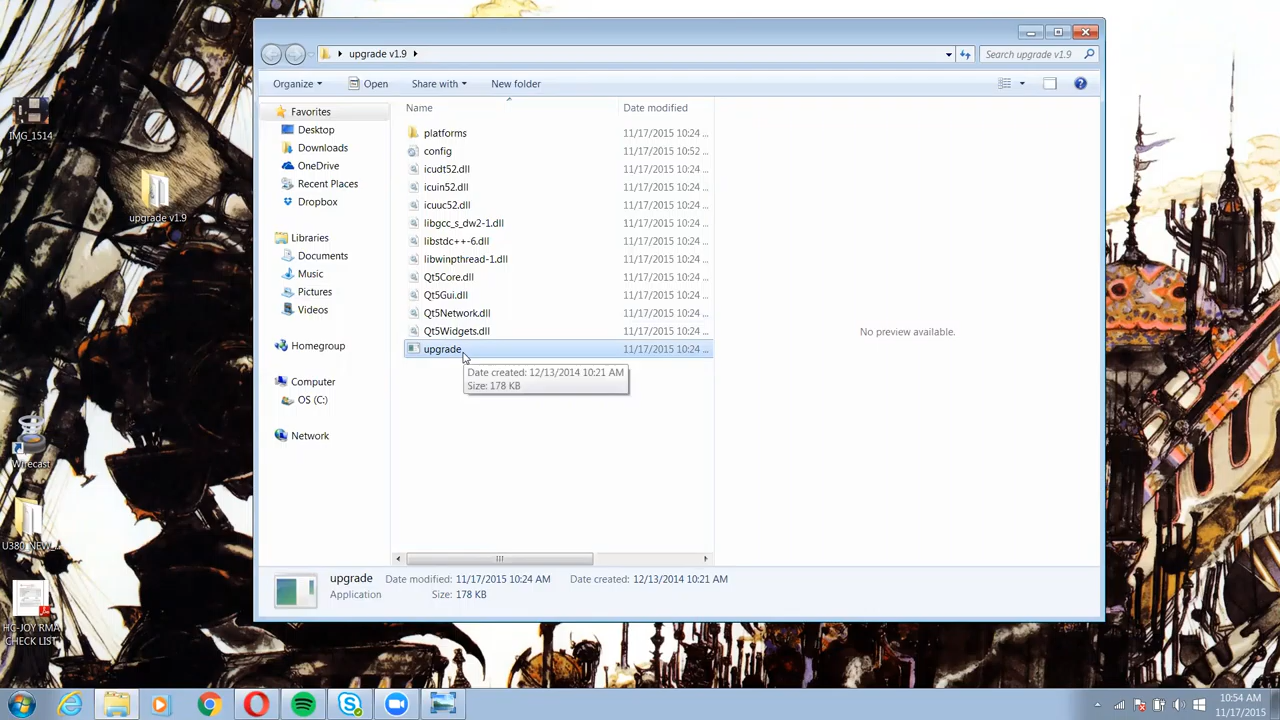 IMG_1514
upgrade v1.9
Wirecast
HC-JOY RMA
CHECK LIST
upgrade v1.9
Search upgrade v1.9
Organize
Open
Share with
New folder
Favorites
Desktop
Downloads
OneDrive
Recent Places
Dropbox
Libraries
Documents
Music
Pictures
Videos
Homegroup
Computer
OS (C:)
Network
Name Date modified
platforms 11/17/2015 10:24 ...
config 11/17/2015 10:52 ...
icudt52.dll 11/17/2015 10:24 ...
icuin52.dll 11/17/2015 10:24 ...
icuuc52.dll 11/17/2015 10:24 ...
libgcc_s_dw2-1.dll 11/17/2015 10:24 ...
libstdc++-6.dll 11/17/2015 10:24 ...
libwinpthread-1.dll 11/17/2015 10:24 ...
Qt5Core.dll 11/17/2015 10:24 ...
Qt5Gui.dll 11/17/2015 10:24 ...
Qt5Network.dll 11/17/2015 10:24 ...
Qt5Widgets.dll 11/17/2015 10:24 ...
upgrade 11/17/2015 10:24 ...
Date created: 12/13/2014 10:21 AM
Size: 178 KB
No preview available.
upgrade Date modified: 11/17/2015 10:24 AM Date created: 12/13/2014 10:21 AM
Application Size: 178 KB
10:54 AM
11/17/2015